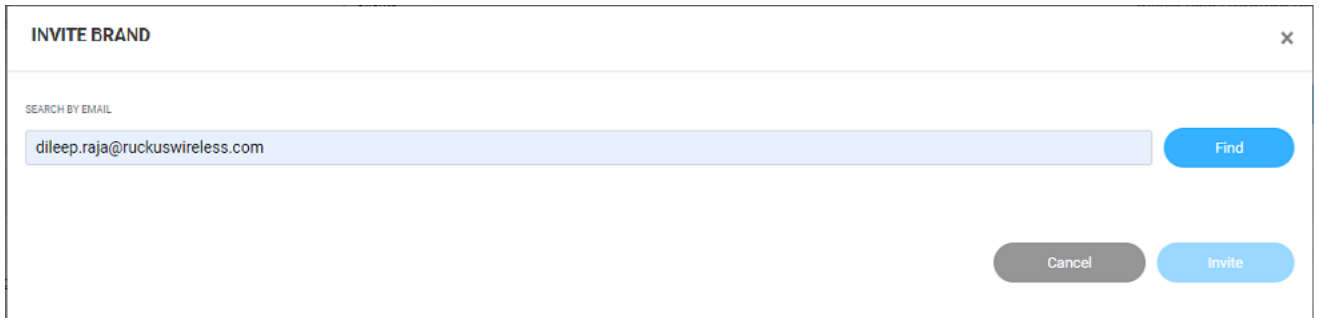 INVITE BRAND
×
SEARCH BY EMAIL
dileep.raja@ruckuswireless.com
Find
Cancel
Invite